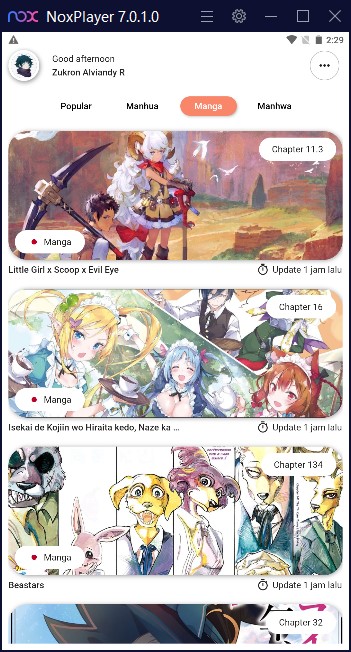 nox NoxPlayer 7.0.1.0
2:29
Good afternoon
Zukron Alviandy R
Popular Manhua Manga Manhwa
Chapter 11.3
Manga
Little Girl x Scoop x Evil Eye Update 1 jam lalu
Chapter 16
Manga
Isekai de Kojiin wo Hiraita kedo, Naze ka ... Update 1 jam lalu
Chapter 134
Manga
Beastars Update 1 jam lalu
Chapter 32